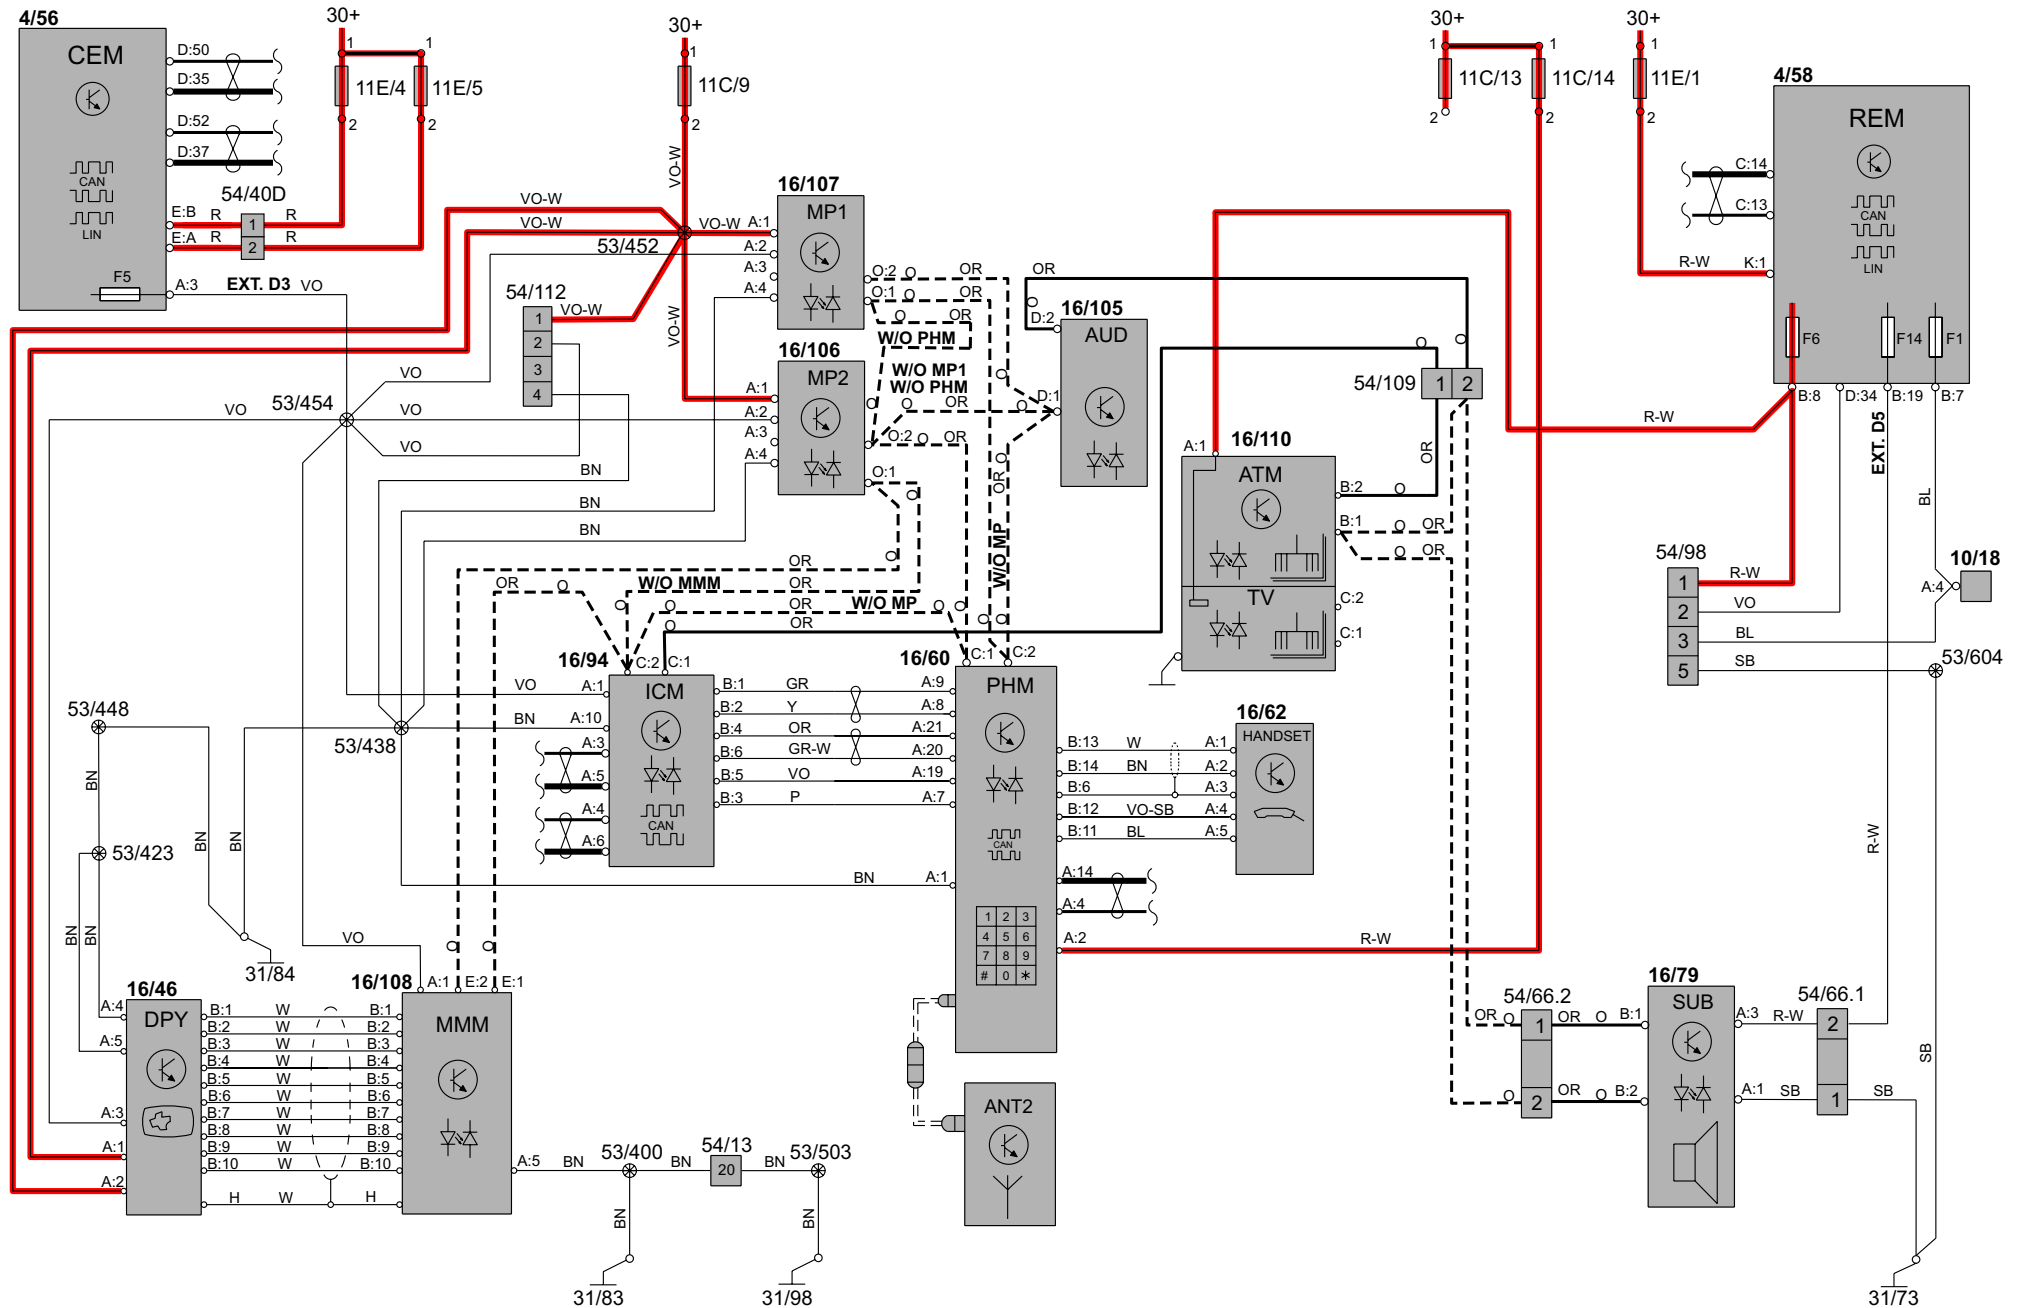 4/56
CEM
CAN
LIN
F5
D:50
D:35
D:52
D:37
E:B R
E:A R
A:3
54/40D
1 R
2 R
EXT. D3 VO
30+
1 1
11E/4
11E/5
2 2
30+
1
11C/9
2
VO-W
VO-W
VO-W
VO-W
53/452
VO-W
VO-W
54/112
1
2
3
4
16/107
MP1
A:1
A:2
A:3
A:4
O:2 O OR
O:1 O OR
O OR
W/O PHM
16/106
MP2
A:1
A:2
A:3
A:4
O
O:2 O OR
O:1
O
O
W/O MP1
W/O PHM
O OR O
53/454
VO
VO
VO
VO
BN
BN
BN
OR
O
D:2
O
D:1
OR O
W/O MP
16/105
AUD
30+
1 1
11C/13
11C/14
2 2
30+
1
11E/1
2
R-W K:1
4/58
REM
CAN
LIN
C:14
C:13
F6
F14
F1
B:8
D:34
B:19
B:7
R-W
EXT. D5
BL
O
O
54/109
1 2
OR
16/110
A:1
ATM
TV
B:2 O
B:1 O OR
O OR
C:2
C:1
54/98
1 R-W
2 VO
3 BL
5 SB
10/18
A:4
53/604
OR
OR O
W/O MMM
OR
O O OR
W/O MP
O O
O OR
O O
16/94
ICM
CAN
C:2 C:1
VO A:1
BN A:10
A:3
A:5
A:4
A:6
B:1 GR A:9
B:2 Y A:8
B:4 OR A:21
B:6 GR-W A:20
B:5 VO A:19
B:3 P A:7
BN A:1
16/60
C:1 C:2
PHM
CAN
1 2 3
4 5 6
7 8 9
# 0 *
B:13 W A:1
B:14 BN A:2
B:6 A:3
B:12 VO-SB A:4
B:11 BL A:5
A:14
A:4
A:2 R-W
16/62
HANDSET
53/448
BN
53/423
BN
BN
BN
BN
53/438
31/84
VO
O O
16/46
DPY
A:4
A:5
A:3
A:1
A:2
B:1 W B:1
B:2 W B:2
B:3 W B:3
B:4 W B:4
B:5 W B:5
B:6 W B:6
B:7 W B:7
B:8 W B:8
B:9 W B:9
B:10 W B:10
H W H
16/108
A:1 E:2 E:1
MMM
A:5 BN
53/400
BN
54/13
20
BN
53/503
BN
BN
31/83
31/98
ANT2
54/66.2
OR O 1 OR O B:1
O 2 OR O B:2
16/79
SUB
A:3 R-W
A:1 SB
54/66.1
2
1
SB
R-W
SB
31/73